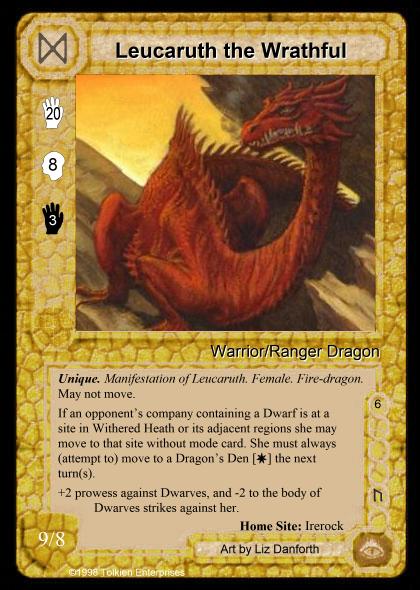 Leucaruth the Wrathful
20
8
3
Warrior/Ranger Dragon
Unique. Manifestation of Leucaruth. Female. Fire-dragon.
May not move.
If an opponent's company containing a Dwarf is at a
site in Withered Heath or its adjacent regions she may
move to that site without mode card. She must always
(attempt to) move to a Dragon's Den [✷] the next
turn(s).
+2 prowess against Dwarves, and -2 to the body of
Dwarves strikes against her.
6
Home Site: Irerock
9/8
Art by Liz Danforth
©1998 Tolkien Enterprises